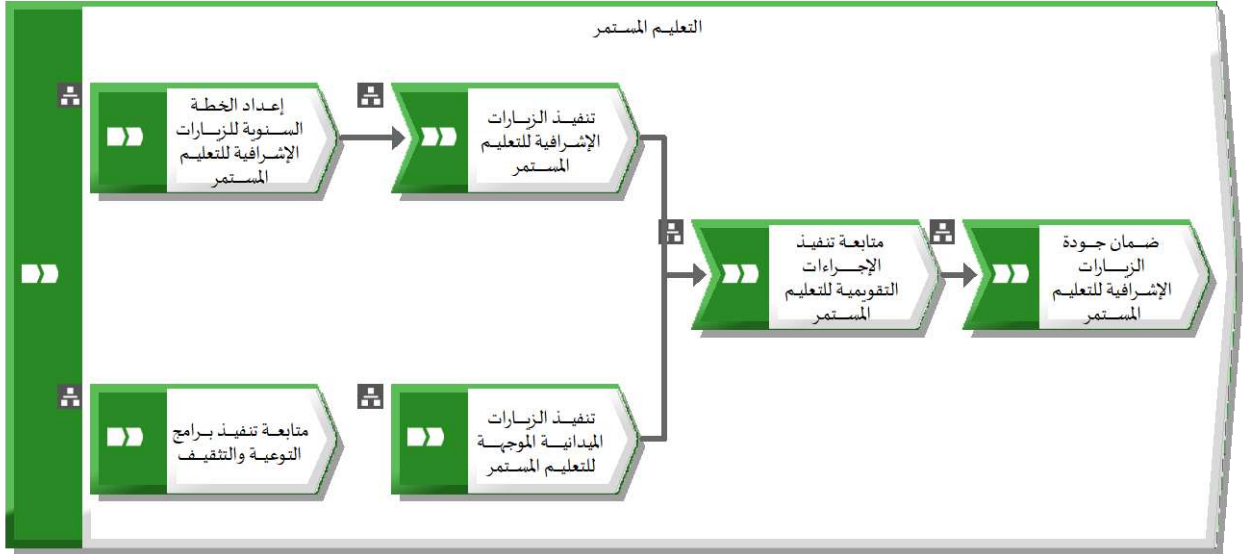 التعليم المستمر
إعداد الخطة
السنوية للزيارات
الإشرافية للتعليم
المستمر
تنفيذ الزيارات
الإشرافية للتعليم
المستمر
متابعة تنفيذ
الإجراءات
التقويمية للتعليم
المستمر
ضمان جودة
الزيارات
الإشرافية للتعليم
المستمر
متابعة تنفيذ برامج
التوعية والتثقيف
تنفيذ الزيارات
الميدانية الموجهة
للتعليم المستمر